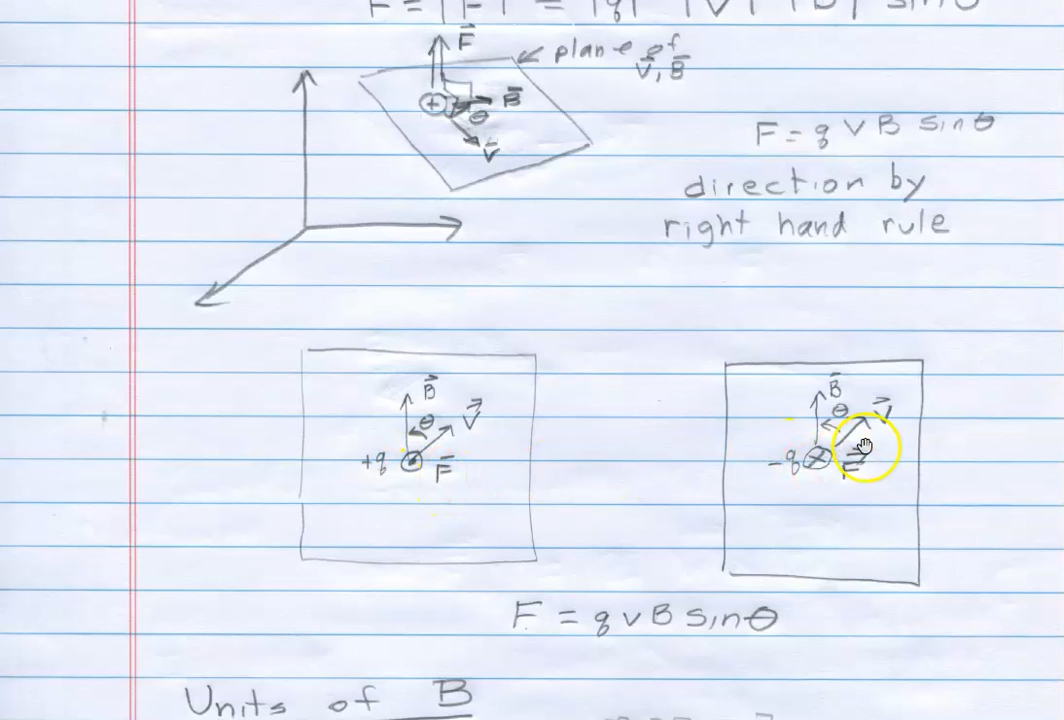 F = |F| = |q| |V| |B| sin θ
F⃗
plane of
V⃗, B⃗
+ B⃗
θ
V⃗
F = q V B sin θ
direction by
right hand rule
B⃗
θ V⃗
+q F⃗
B⃗
θ V⃗
-q F⃗
F = q v B sin θ
Units of B